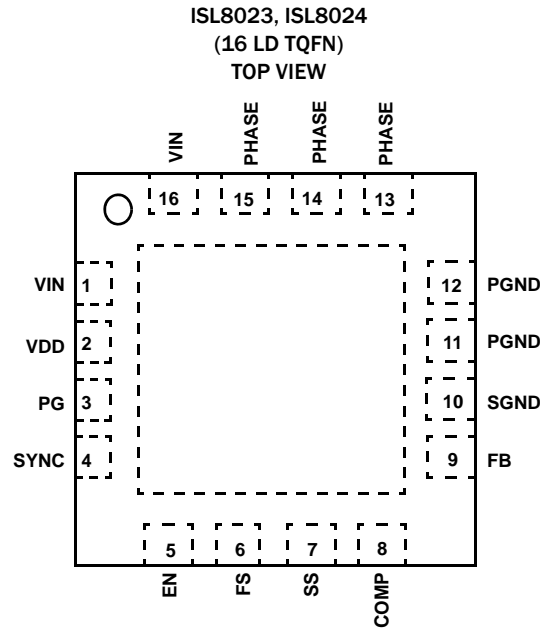 ISL8023, ISL8024
(16 LD TQFN)
TOP VIEW
VIN
PHASE
PHASE
PHASE
16
15
14
13
VIN 1
12 PGND
VDD 2
11 PGND
PG 3
10 SGND
SYNC 4
9 FB
5
6
7
8
EN
FS
SS
COMP